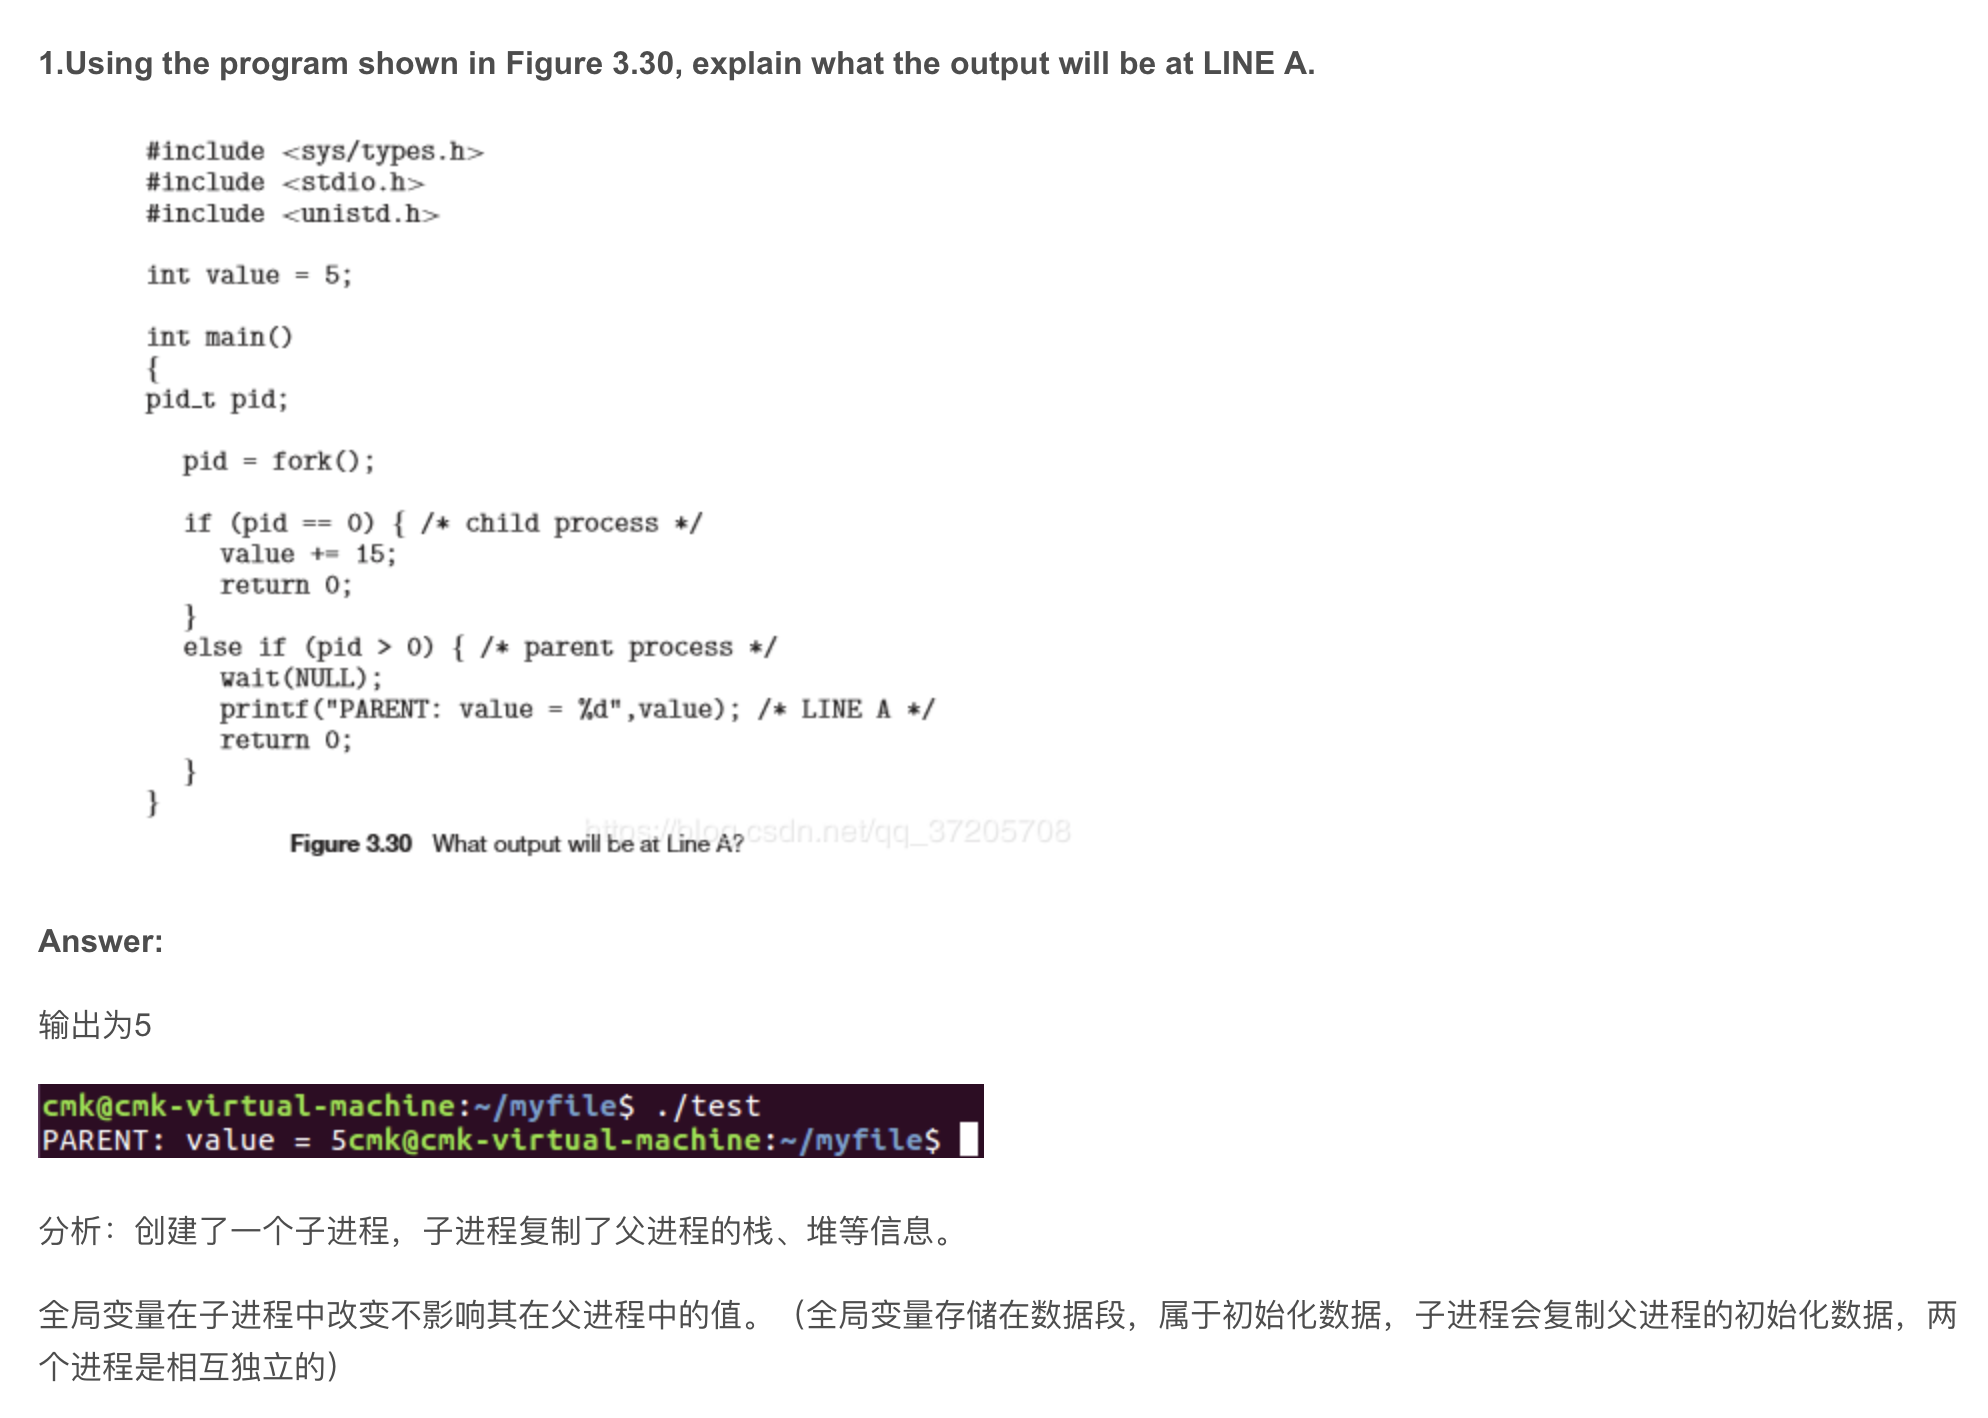 1.Using the program shown in Figure 3.30, explain what the output will be at LINE A.
#include <sys/types.h>
#include <stdio.h>
#include <unistd.h>
int value = 5;
int main()
{
pid_t pid;
pid = fork();
if (pid == 0) { /* child process */
value += 15;
return 0;
}
else if (pid > 0) { /* parent process */
wait(NULL);
printf("PARENT: value = %d",value); /* LINE A */
return 0;
}
}
https://blog.csdn.net/qq_37205708
Figure 3.30 What output will be at Line A?
Answer:
输出为5
cmk@cmk-virtual-machine:~/myfile$ ./test
PARENT: value = 5cmk@cmk-virtual-machine:~/myfile$
分析：创建了一个子进程，子进程复制了父进程的栈、堆等信息。
全局变量在子进程中改变不影响其在父进程中的值。（全局变量存储在数据段，属于初始化数据，子进程会复制父进程的初始化数据，两
个进程是相互独立的）